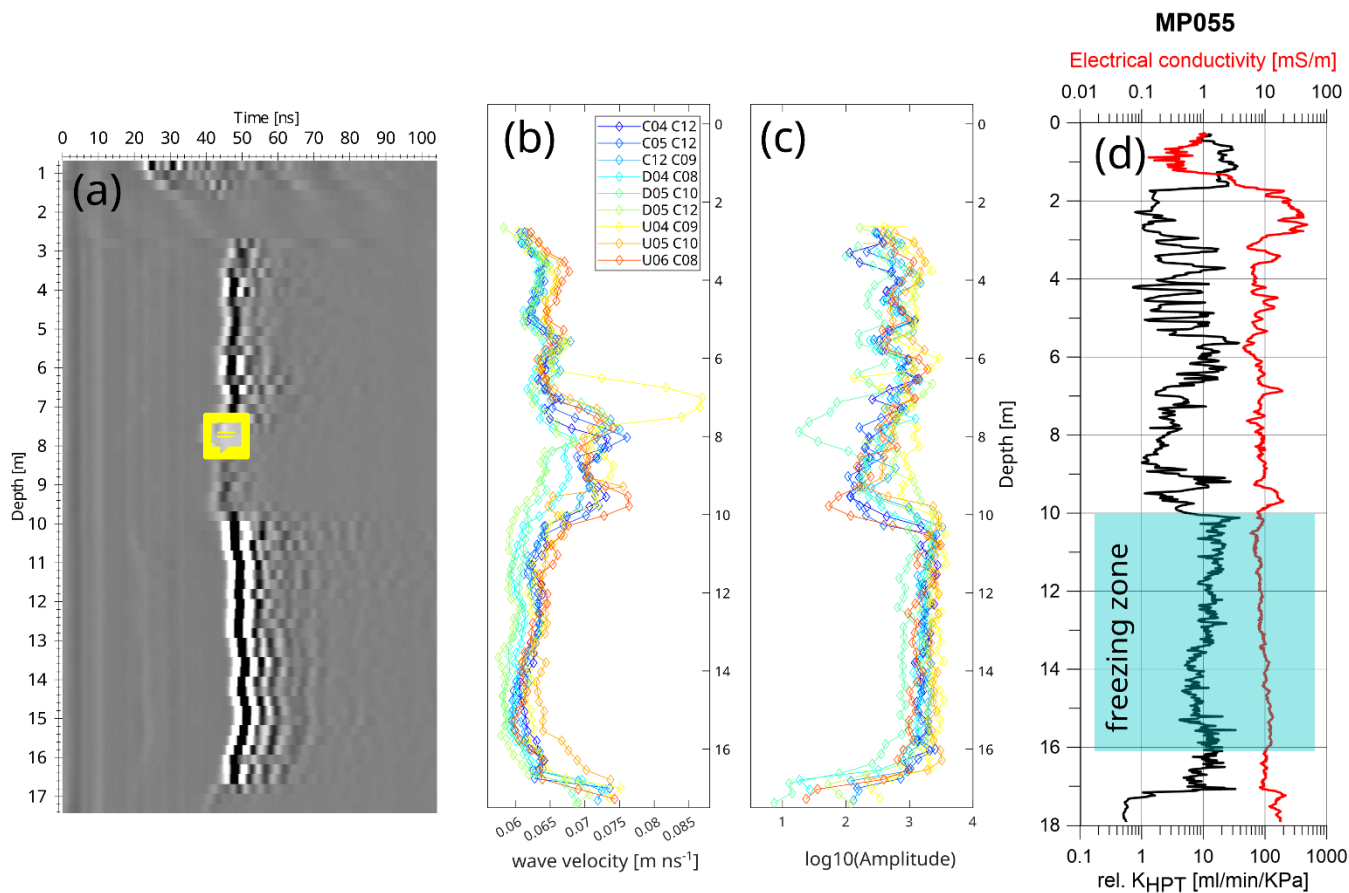 MP055
Electrical conductivity [mS/m]
0.01 0.1 1 10 100
Time [ns]
0 10 20 30 40 50 60 70 80 90 100
(a)
1
2
3
4
5
6
7
8
9
10
11
12
13
14
15
16
17
Depth [m]
(b)
C04 C12
C05 C12
C12 C09
D04 C08
D05 C10
D05 C12
U04 C09
U05 C10
U06 C08
0
2
4
6
8
10
12
14
16
0.06 0.065 0.07 0.075 0.08 0.085
wave velocity [m ns-1]
(c)
0
2
4
6
8
10
12
14
16
Depth [m]
1 2 3 4
log10(Amplitude)
(d)
0
2
4
6
8
10
12
14
16
18
freezing zone
0.1 1 10 100 1000
rel. KHPT [ml/min/KPa]